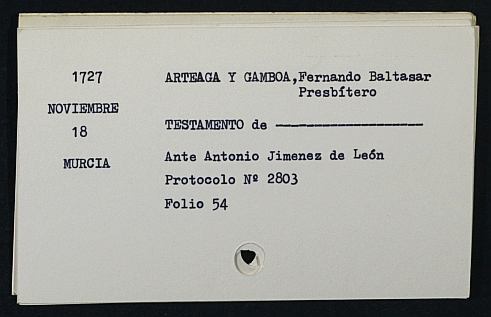 1727
NOVIEMBRE
18
MURCIA
ARTEAGA Y GAMBOA,Fernando Baltasar
Presbítero
TESTAMENTO de -------------------
Ante Antonio Jimenez de León
Protocolo Nº 2803
Folio 54